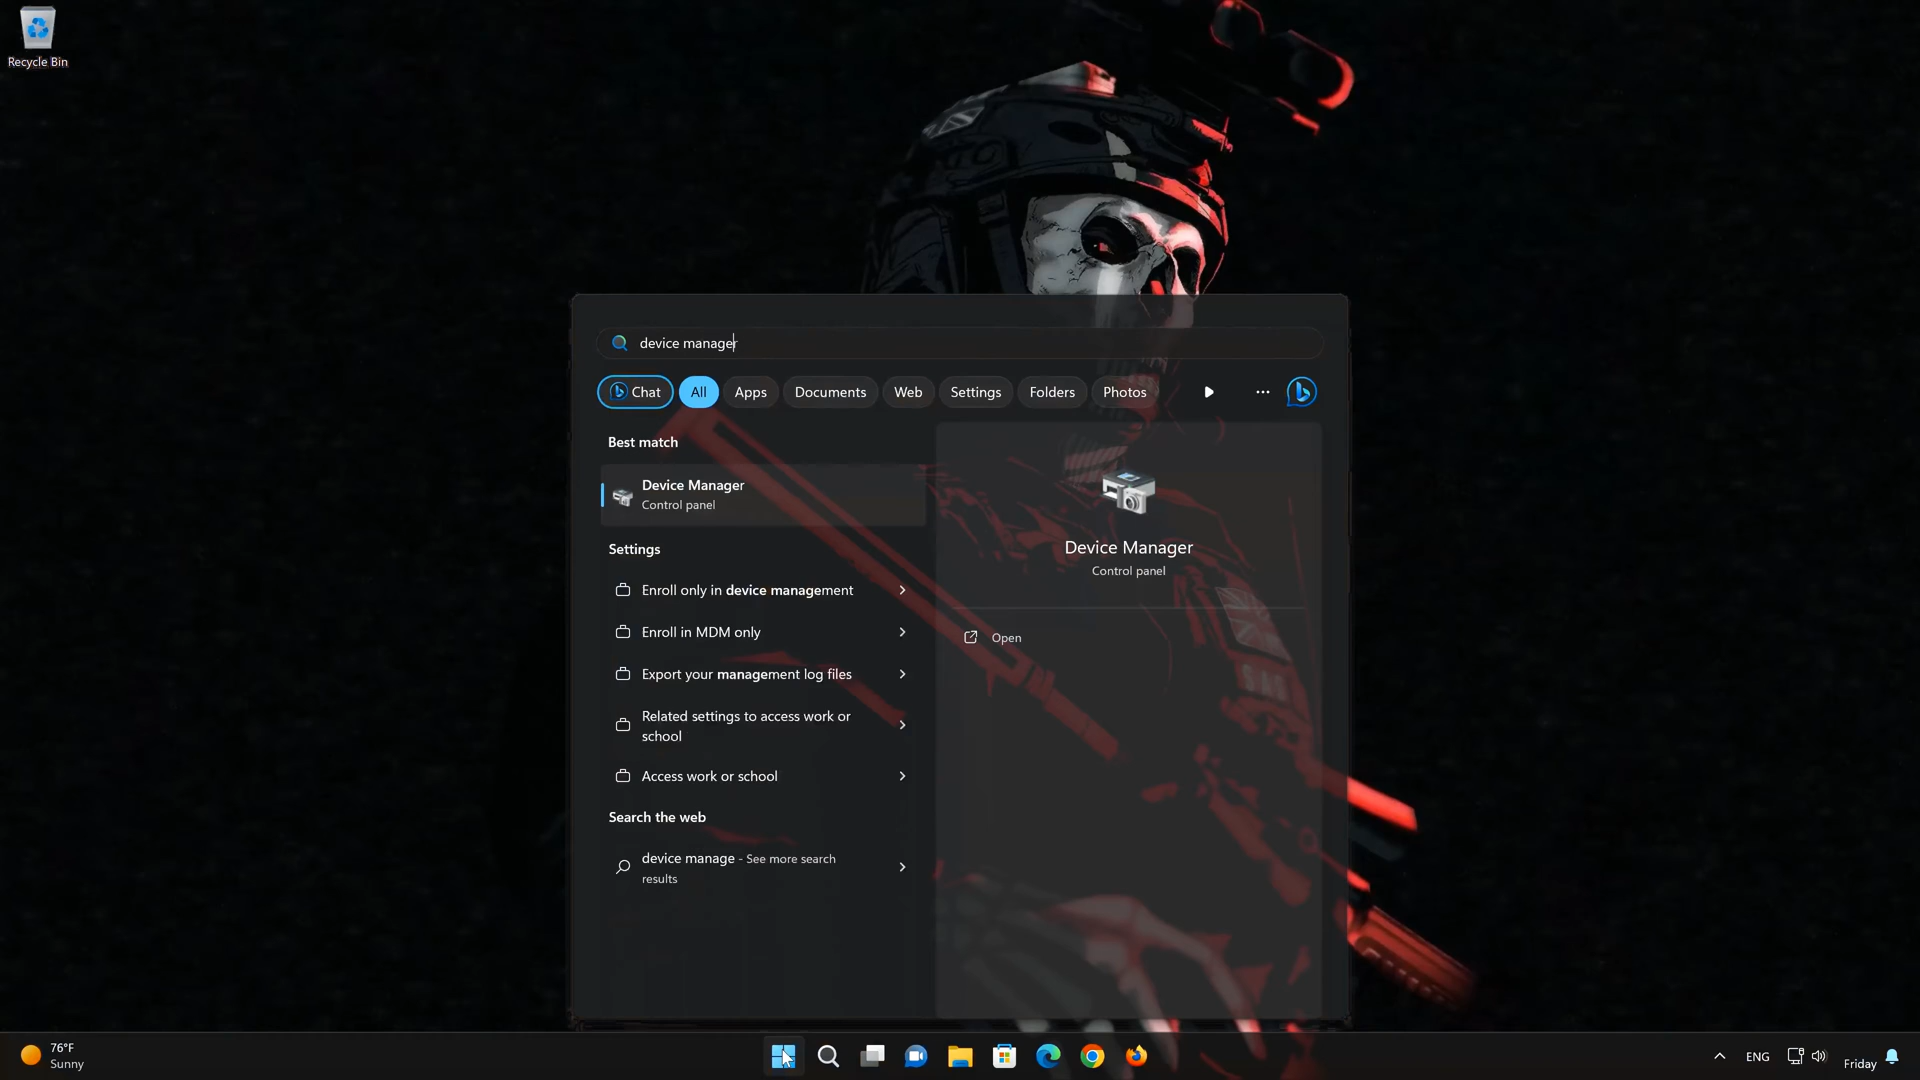 Recycle Bin
device manager
Chat
All
Apps
Documents
Web
Settings
Folders
Photos
Best match
Device Manager
Control panel
Settings
Enroll only in device management
Enroll in MDM only
Export your management log files
Related settings to access work or
school
Access work or school
Search the web
device manage - See more search
results
Device Manager
Control panel
Open
SAS
76°F
Sunny
ENG
Friday